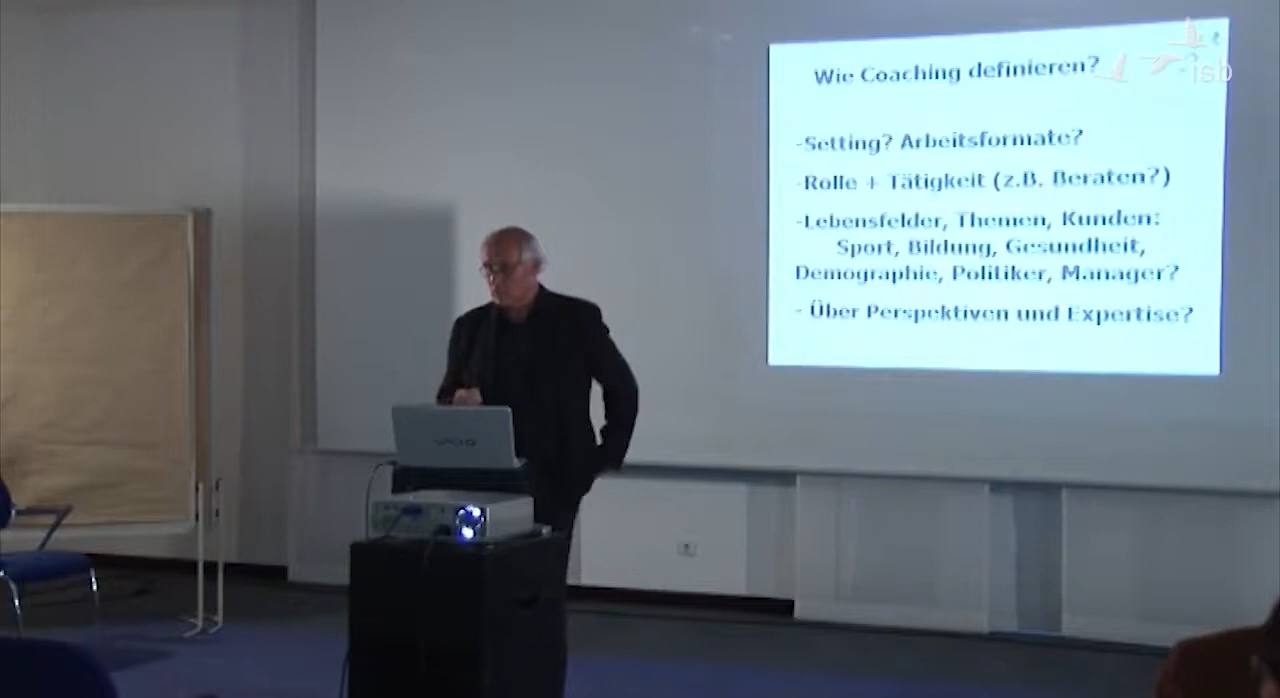 Wie Coaching definieren?
isb
-Setting? Arbeitsformate?
-Rolle + Tätigkeit (z.B. Beraten?)
-Lebensfelder, Themen, Kunden:
Sport, Bildung, Gesundheit,
Demographie, Politiker, Manager?
- Über Perspektiven und Expertise?
VAIO